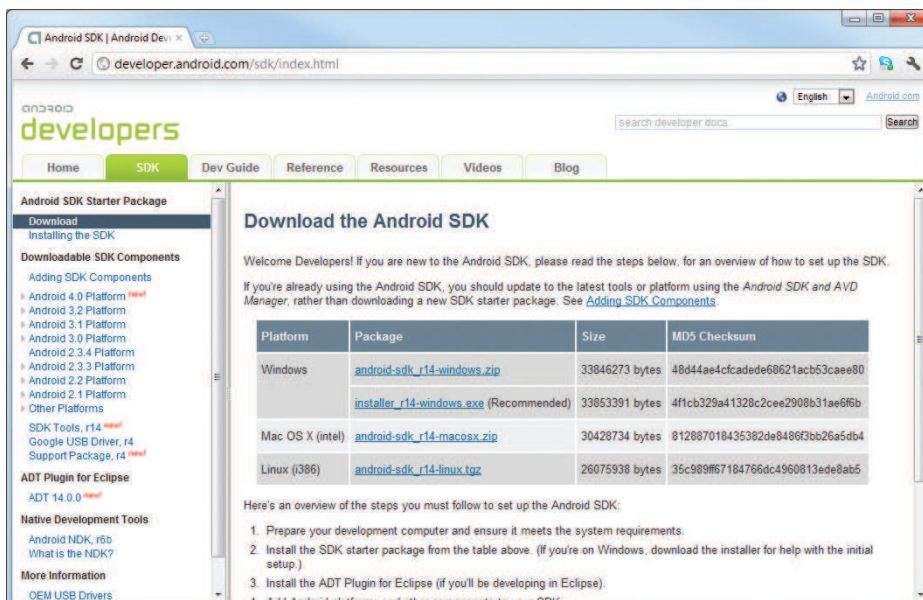 Android SDK | Android Dev
developer.android.com/sdk/index.html
English
Android.com
android
developers
search developer docs
Search
Home SDK Dev Guide Reference Resources Videos Blog
Android SDK Starter Package
Download
Installing the SDK
Downloadable SDK Components
Adding SDK Components
Android 4.0 Platform new!
Android 3.2 Platform
Android 3.1 Platform
Android 3.0 Platform
Android 2.3.4 Platform
Android 2.3.3 Platform
Android 2.2 Platform
Android 2.1 Platform
Other Platforms
SDK Tools, r14 new!
Google USB Driver, r4
Support Package, r4 new!
ADT Plugin for Eclipse
ADT 14.0.0 new!
Native Development Tools
Android NDK, r6b
What is the NDK?
More Information
OEM USB Drivers
Download the Android SDK
Welcome Developers! If you are new to the Android SDK, please read the steps below, for an overview of how to set up the SDK.
If you're already using the Android SDK, you should update to the latest tools or platform using the Android SDK and AVD
Manager, rather than downloading a new SDK starter package. See Adding SDK Components.
Platform Package Size MD5 Checksum
Windows android-sdk_r14-windows.zip 33846273 bytes 48d44ae4cfcadede68621acb53caee80
installer_r14-windows.exe (Recommended) 33853391 bytes 4f1cb329a41328c2cee2908b31ae6f6b
Mac OS X (intel) android-sdk_r14-macosx.zip 30428734 bytes 812887018435382de8486f3bb26a5db4
Linux (i386) android-sdk_r14-linux.tgz 26075938 bytes 35c989ff67184766dc4960813ede8ab5
Here's an overview of the steps you must follow to set up the Android SDK:
1. Prepare your development computer and ensure it meets the system requirements.
2. Install the SDK starter package from the table above. (If you're on Windows, download the installer for help with the initial
setup.)
3. Install the ADT Plugin for Eclipse (if you'll be developing in Eclipse).